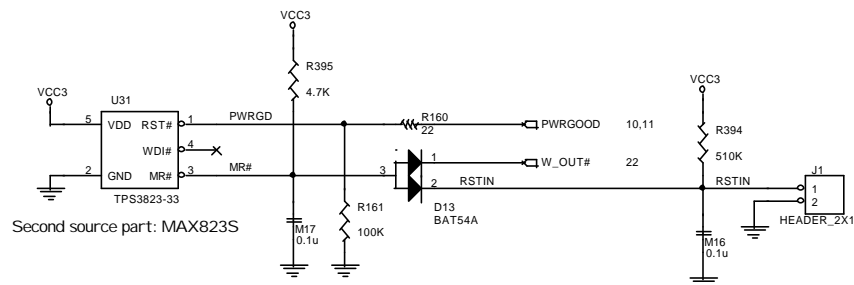 VCC3
R395
4.7K
VCC3
U31
VCC3
5 VDD RST# 1 PWRGD
R160
22
PWRGOOD 10,11
R394
510K
WDI# 4
1 W_OUT# 22
2 GND MR# 3 MR#
3
2 RSTIN
RSTIN
J1
1
2
TPS3823-33
D13
BAT54A
HEADER_2X1
Second source part: MAX823S
M17
0.1u
R161
100K
M16
0.1u